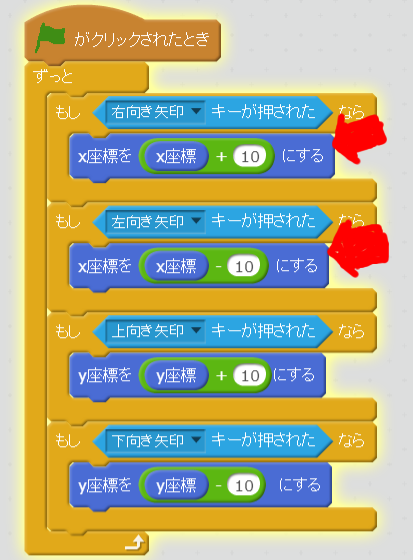 がクリックされたとき
ずっと
もし 右向き矢印 キーが押された なら
x座標を x座標 + 10 にする
もし 左向き矢印 キーが押された なら
x座標を x座標 - 10 にする
もし 上向き矢印 キーが押された なら
y座標を y座標 + 10 にする
もし 下向き矢印 キーが押された なら
y座標を y座標 - 10 にする